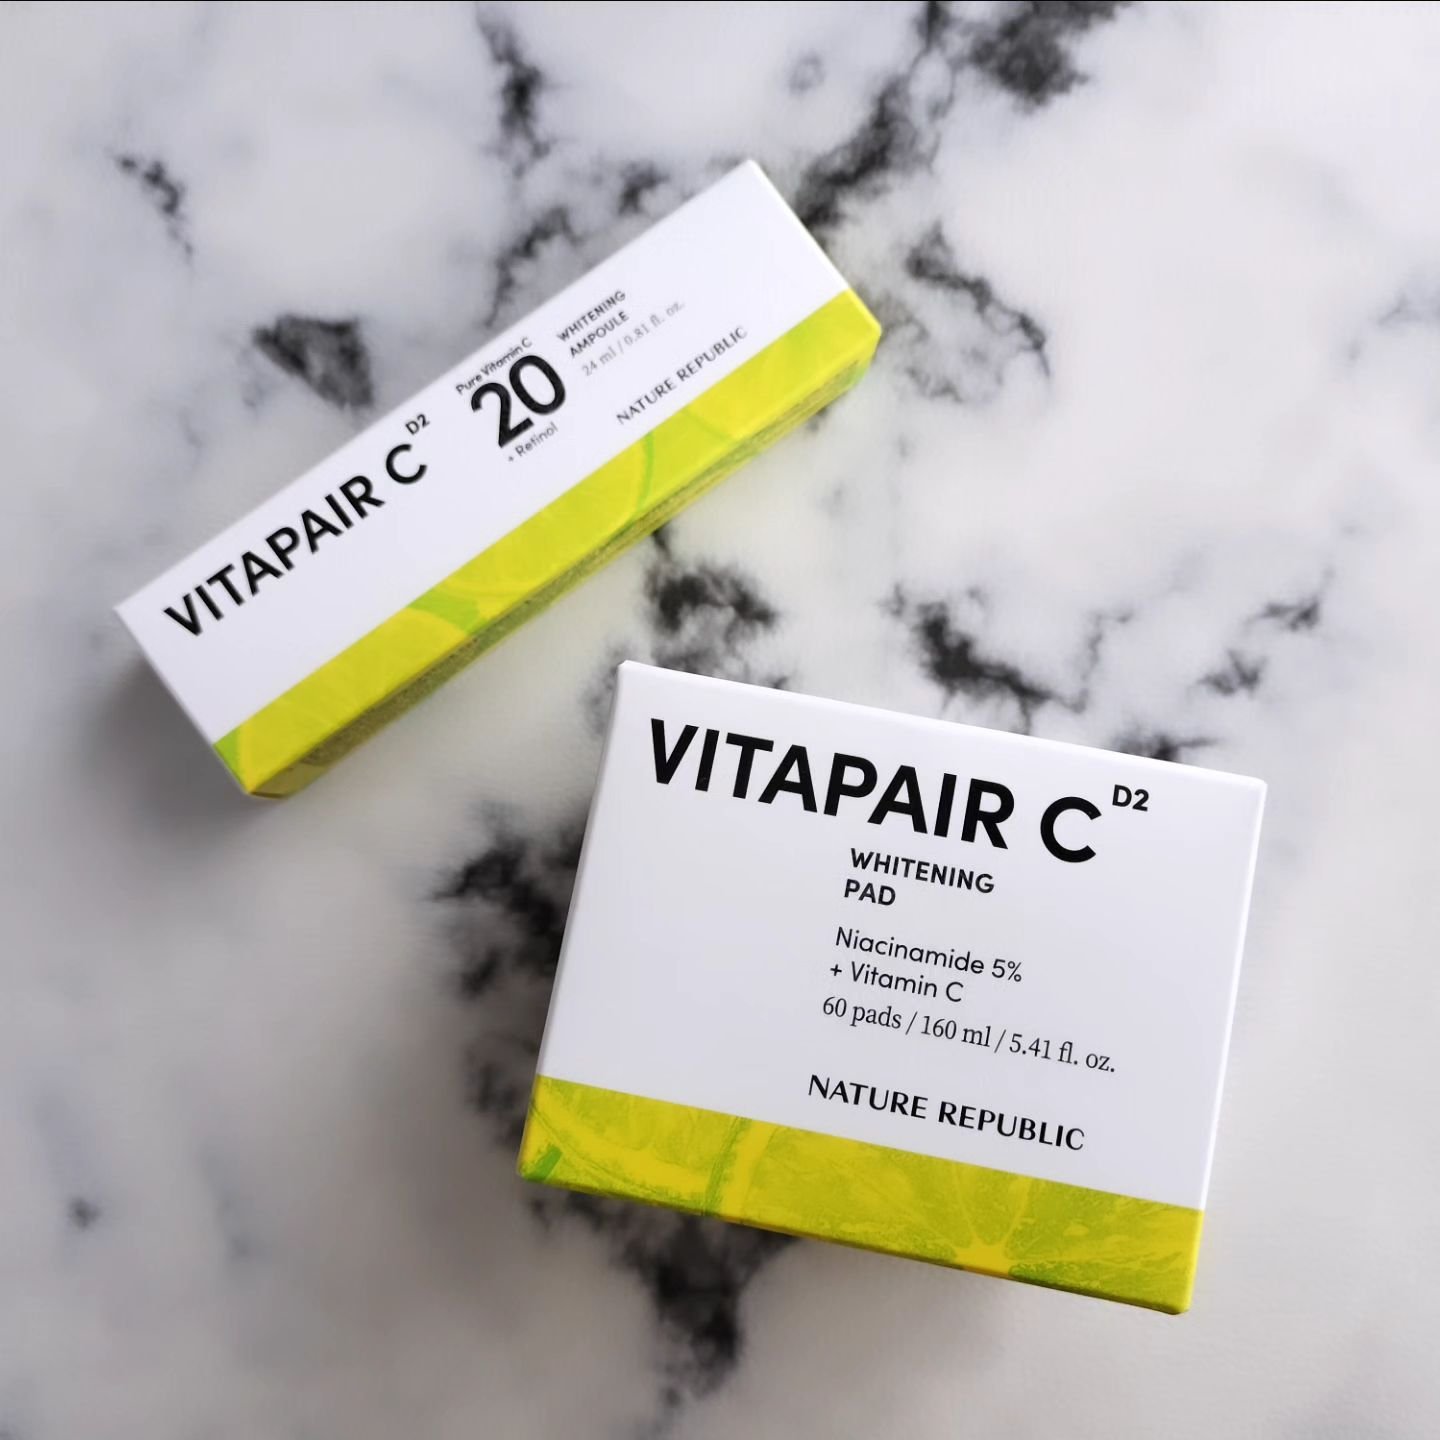 VITAPAIR C D2
Pure Vitamin C
20
+ Retinol
WHITENING
AMPOULE
24 ml / 0.81 fl. oz.
NATURE REPUBLIC
VITAPAIR C D2
WHITENING
PAD
Niacinamide 5%
+ Vitamin C
60 pads / 160 ml / 5.41 fl. oz.
NATURE REPUBLIC